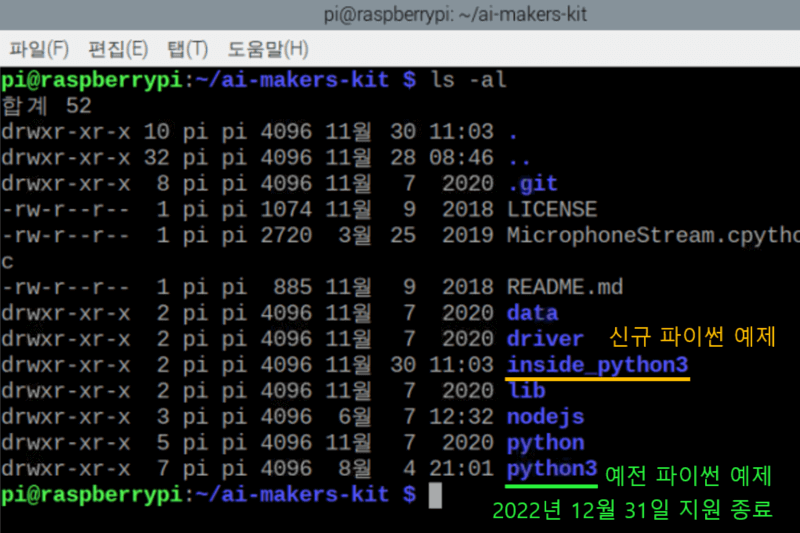 pi@raspberrypi: ~/ai-makers-kit
파일(F) 편집(E) 탭(T) 도움말(H)
pi@raspberrypi:~/ai-makers-kit $ ls -al
합계 52
drwxr-xr-x 10 pi pi 4096 11월 30 11:03 .
drwxr-xr-x 32 pi pi 4096 11월 28 08:46 ..
drwxr-xr-x 8 pi pi 4096 11월 7 2020 .git
-rw-r--r-- 1 pi pi 1074 11월 9 2018 LICENSE
-rw-r--r-- 1 pi pi 2720 3월 25 2019 MicrophoneStream.cpytho
c
-rw-r--r-- 1 pi pi 885 11월 9 2018 README.md
drwxr-xr-x 2 pi pi 4096 11월 7 2020 data
drwxr-xr-x 2 pi pi 4096 11월 7 2020 driver 신규 파이썬 예제
drwxr-xr-x 2 pi pi 4096 11월 30 11:03 inside_python3
drwxr-xr-x 2 pi pi 4096 11월 7 2020 lib
drwxr-xr-x 3 pi pi 4096 6월 7 12:32 nodejs
drwxr-xr-x 5 pi pi 4096 11월 7 2020 python
drwxr-xr-x 7 pi pi 4096 8월 4 21:01 python3 예전 파이썬 예제
pi@raspberrypi:~/ai-makers-kit $ 2022년 12월 31일 지원 종료